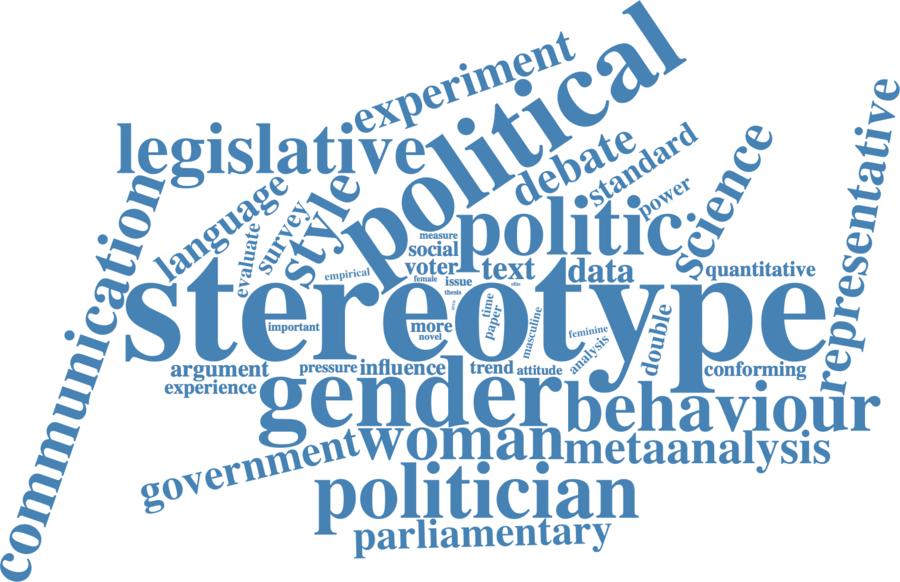 political
experiment
legislative
debate
standard
science
representative
communication
language
style
survey
evaluate
power
politic
measure
social
voter
text
data
quantitative
empirical
female
issue
thesis
stereotype
important
more
novel
time
paper
masculine
feminine
analysis
double
argument
experience
pressure
influence
trend
attitude
conforming
gender
behaviour
woman
metaanalysis
government
politician
parliamentary